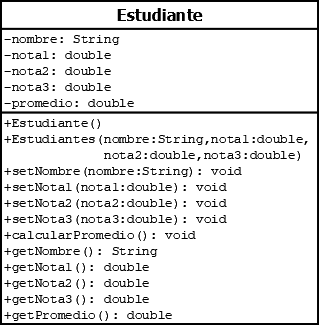 Estudiante
-nombre: String
-nota1: double
-nota2: double
-nota3: double
-promedio: double
+Estudiante()
+Estudiantes(nombre:String,nota1:double,
nota2:double,nota3:double)
+setNombre(nombre:String): void
+setNota1(nota1:double): void
+setNota2(nota2:double): void
+setNota3(nota3:double): void
+calcularPromedio(): void
+getNombre(): String
+getNota1(): double
+getNota2(): double
+getNota3(): double
+getPromedio(): double